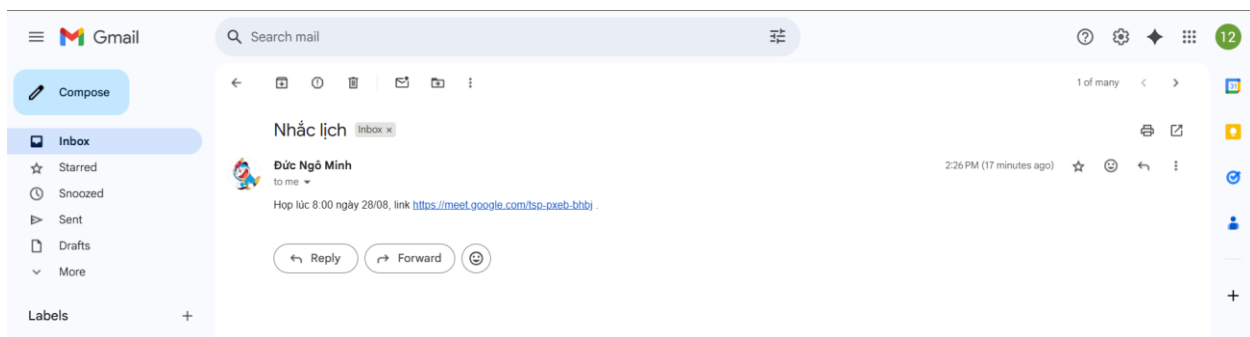 Gmail
Search mail
12
Compose
1 of many
Inbox
Starred
Snoozed
Sent
Drafts
More
Labels
Nhắc lịch Inbox ×
Đức Ngô Minh
2:26 PM (17 minutes ago)
to me
Họp lúc 8:00 ngày 28/08, link https://meet.google.com/tsp-pxeb-bhbj .
Reply Forward
31